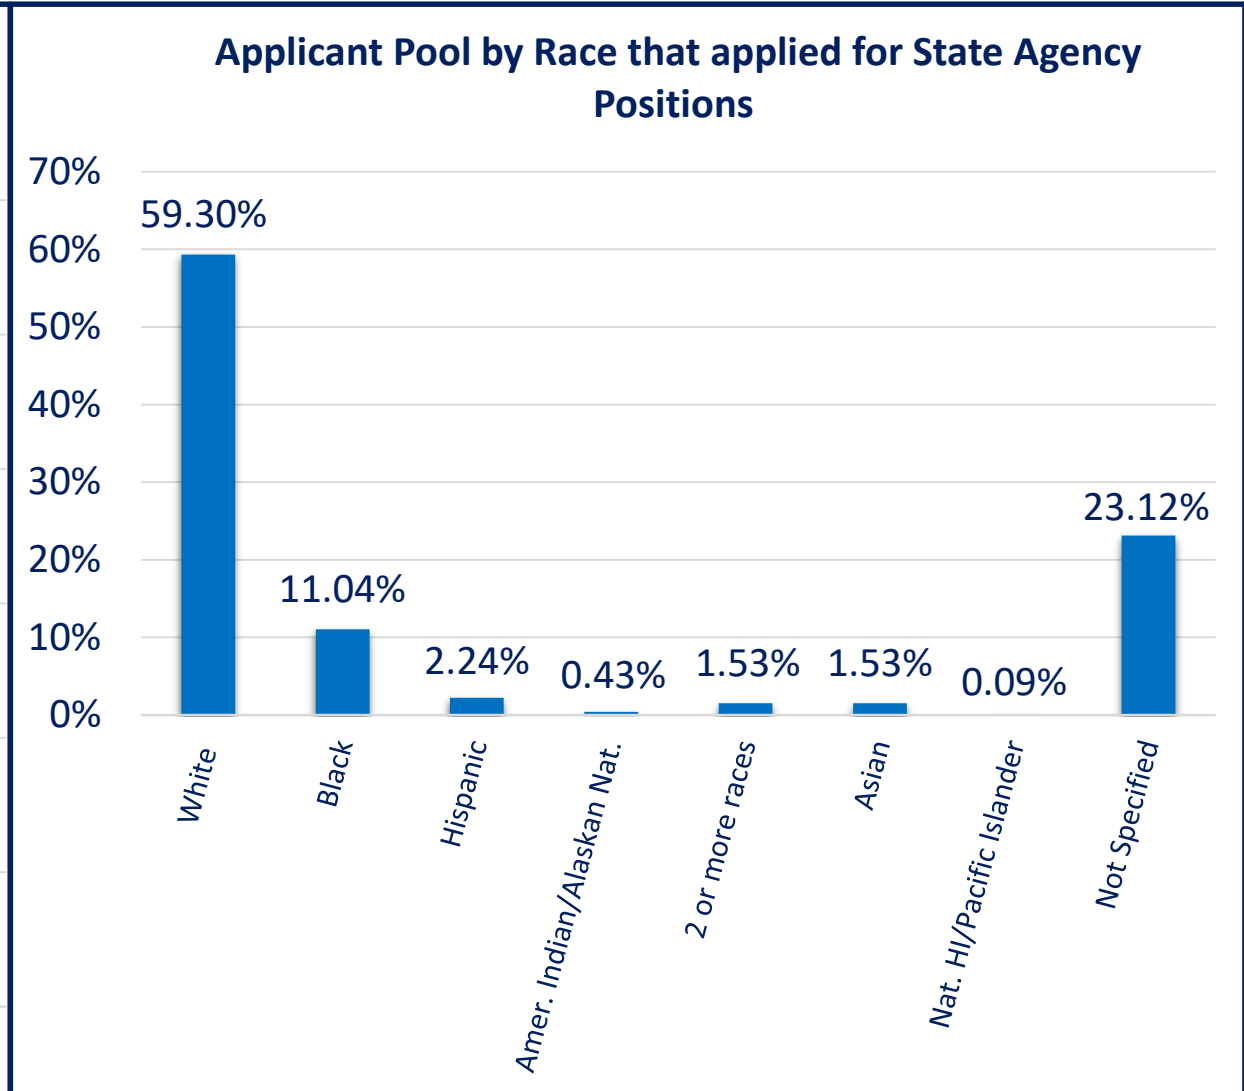 Applicant Pool by Race that applied for State Agency
Positions
70%
60%
50%
40%
30%
20%
10%
0%
59.30%
11.04%
2.24%
0.43%
1.53%
1.53%
0.09%
23.12%
White
Black
Hispanic
Amer. Indian/Alaskan Nat.
2 or more races
Asian
Nat. HI/Pacific Islander
Not Specified